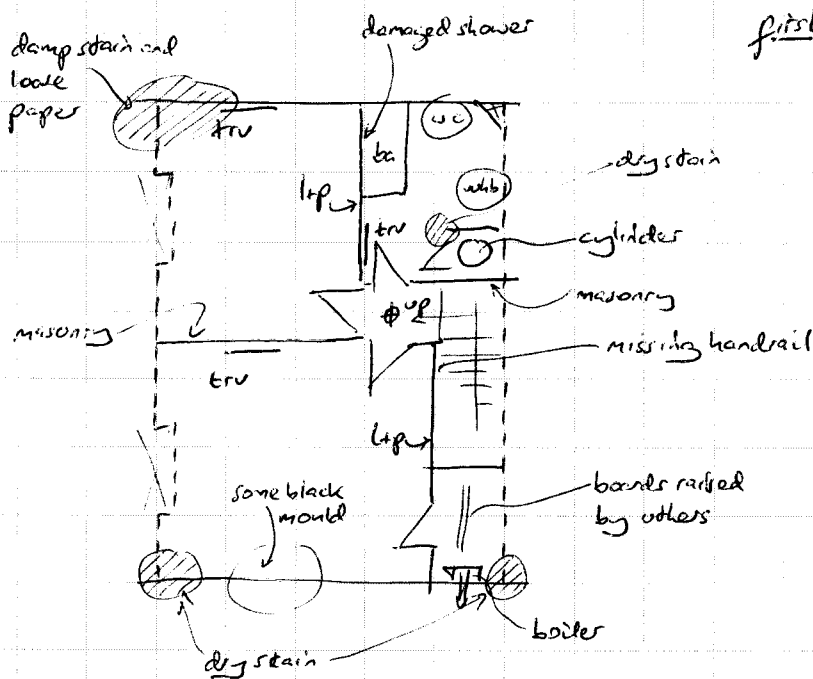 first
damaged shower
damp stain and
loose
paper
trv
wc
ba
dry stain
l+p
whb
trv
cylinder
up
masonry
masonry
missing handrail
trv
l+p
some black
mould
boards raised
by others
boiler
dry stain